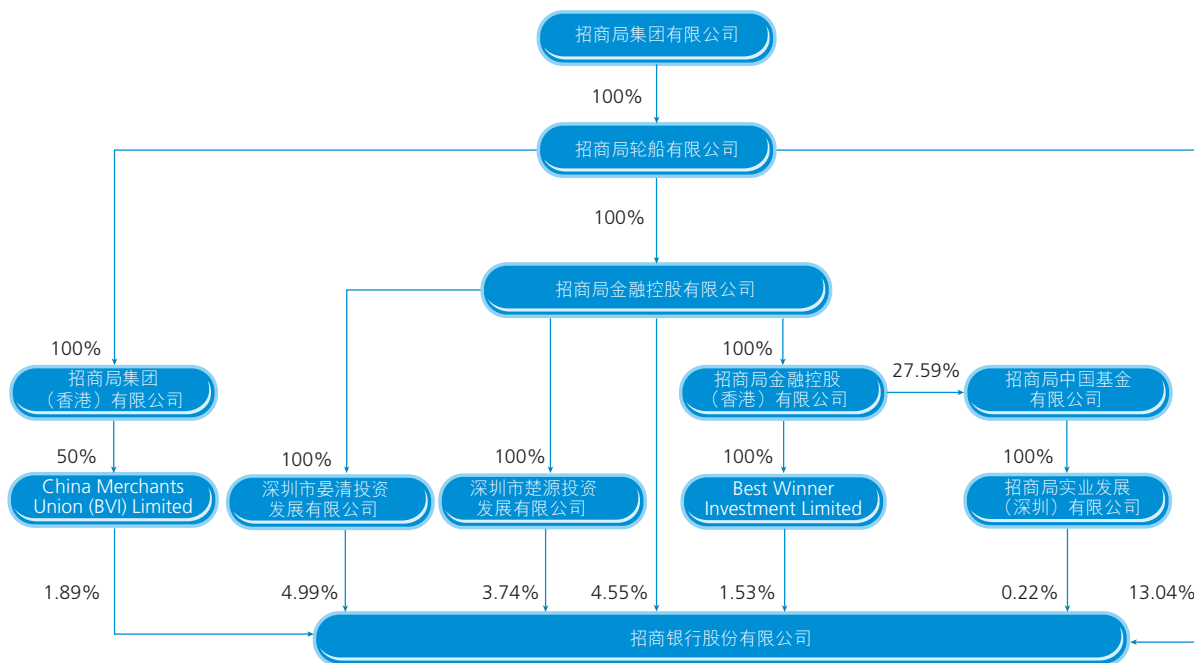 招商局集团有限公司
100%
招商局轮船有限公司
100%
招商局金融控股有限公司
100%
100%
27.59%
招商局集团
（香港）有限公司
招商局金融控股
（香港）有限公司
招商局中国基金
有限公司
50%
100%
100%
100%
100%
China Merchants
Union (BVI) Limited
深圳市晏清投资
发展有限公司
深圳市楚源投资
发展有限公司
Best Winner
Investment Limited
招商局实业发展
（深圳）有限公司
1.89%
4.99%
3.74%
4.55%
1.53%
0.22%
13.04%
招商银行股份有限公司